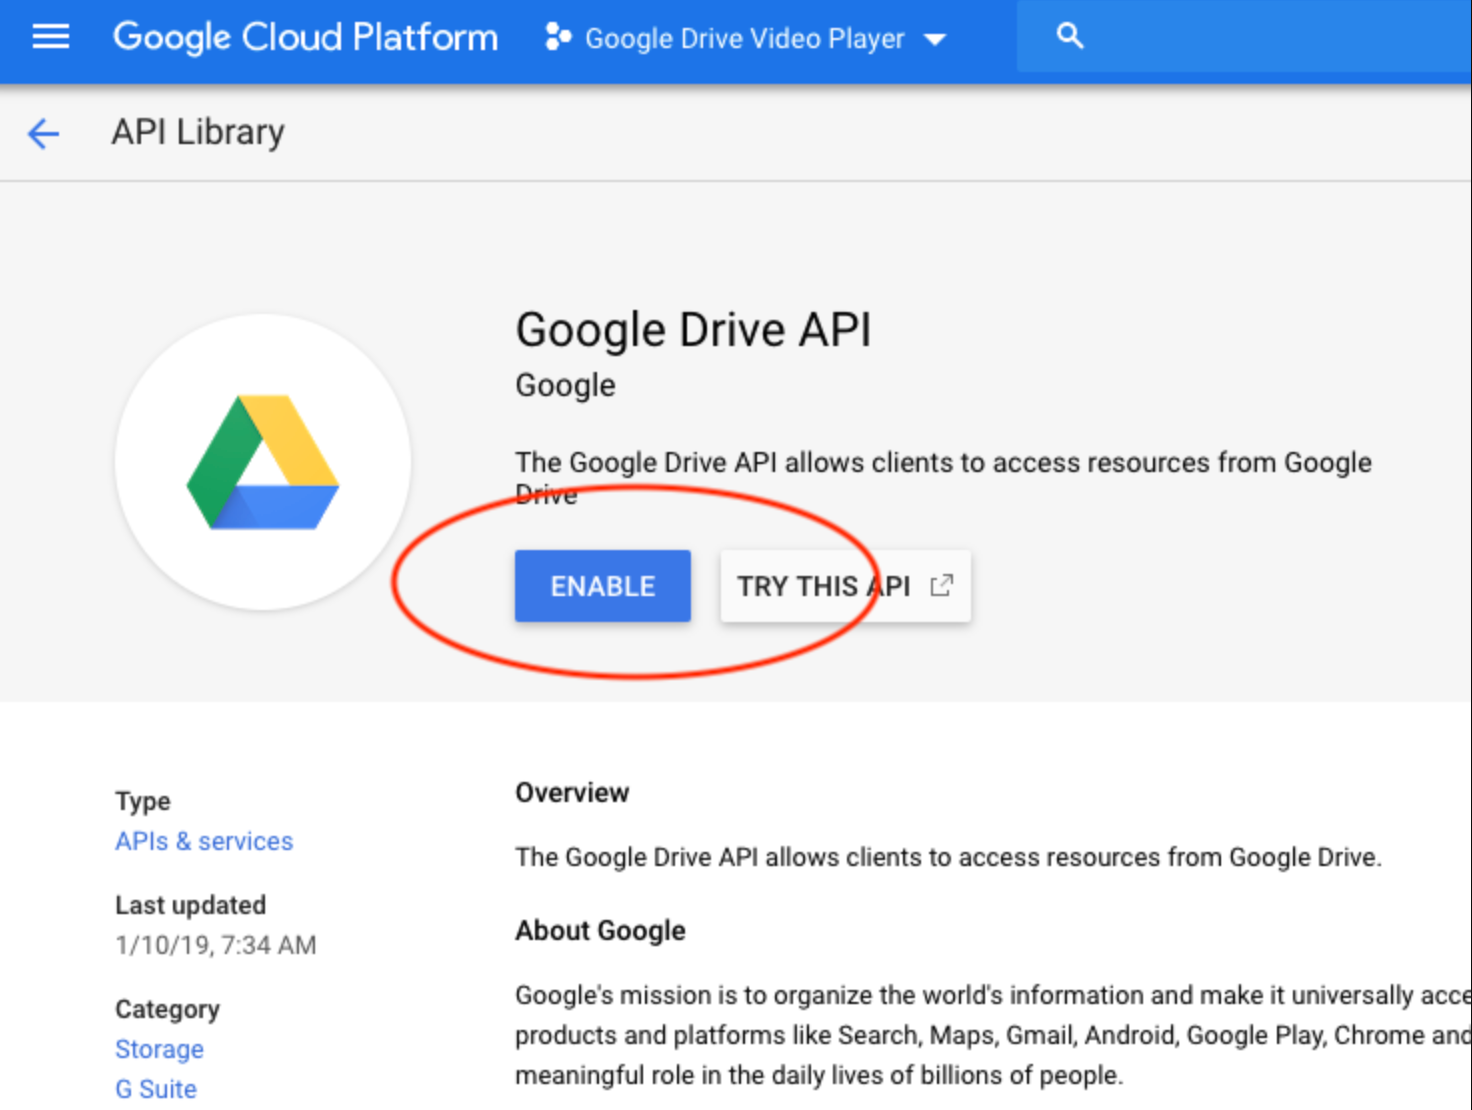 Google Cloud Platform
Google Drive Video Player
API Library
Google Drive API
Google
The Google Drive API allows clients to access resources from Google
Drive
ENABLE
TRY THIS API
Type
APIs & services
Last updated
1/10/19, 7:34 AM
Category
Storage
G Suite
Overview
The Google Drive API allows clients to access resources from Google Drive.
About Google
Google's mission is to organize the world's information and make it universally acce
products and platforms like Search, Maps, Gmail, Android, Google Play, Chrome and
meaningful role in the daily lives of billions of people.